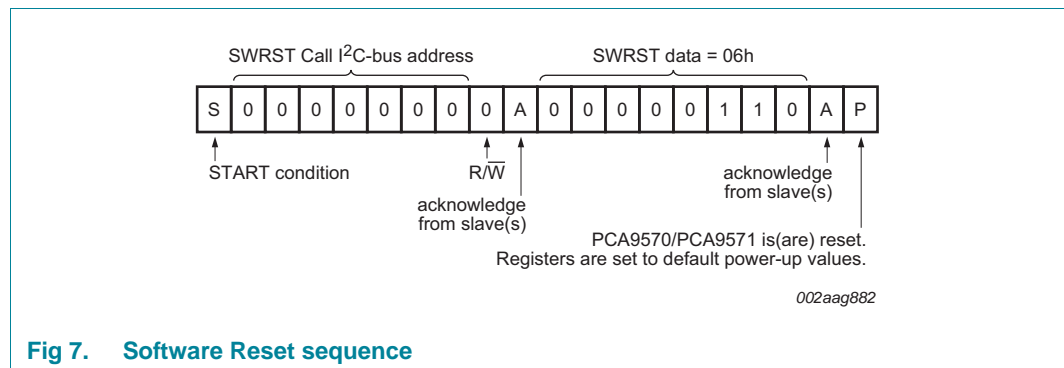 SWRST Call I²C-bus address SWRST data = 06h
S 0 0 0 0 0 0 0 0 A 0 0 0 0 0 1 1 0 A P
START condition R/W̅ acknowledge
acknowledge from slave(s)
from slave(s)
PCA9570/PCA9571 is(are) reset.
Registers are set to default power-up values.
002aag882
Fig 7. Software Reset sequence